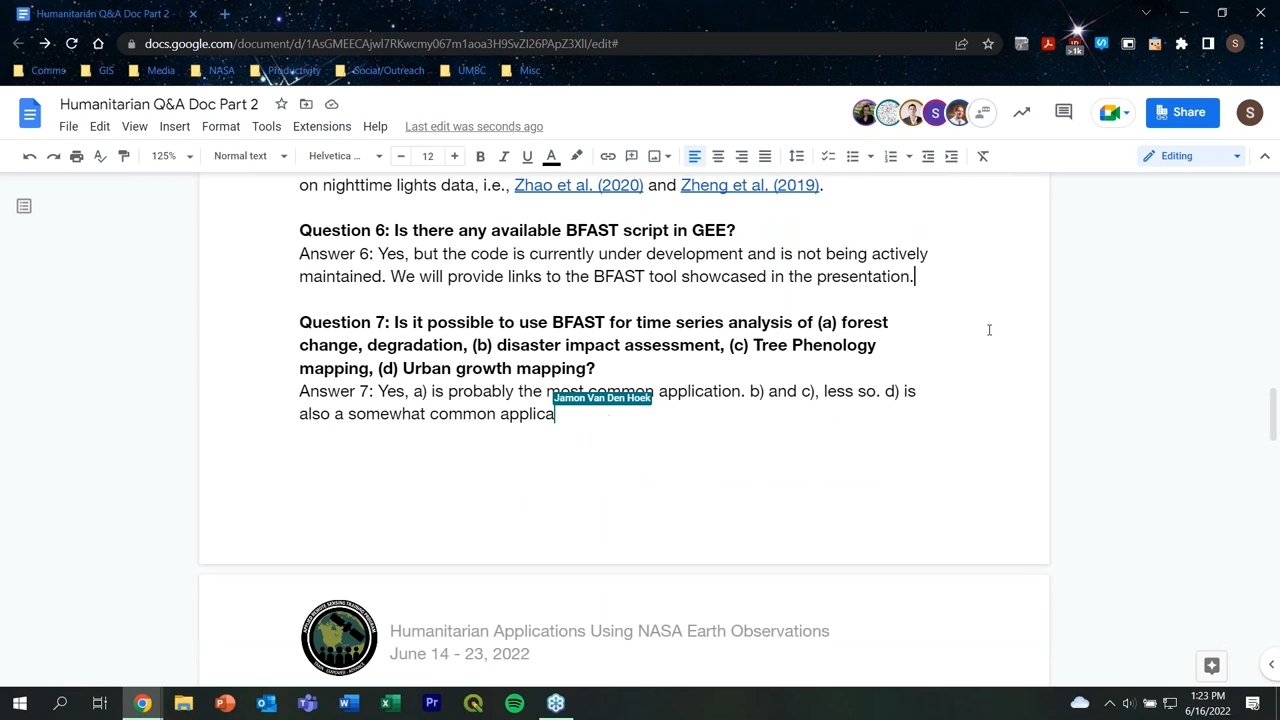 Humanitarian Q&A Doc Part 2
docs.google.com/document/d/1AsGMEECAjwl7RKwcmy067m1aoa3H9SvZI26PApZ3XlI/edit#
>1k
S
Comms
GIS
Media
NASA
Productivity
Social/Outreach
UMBC
Misc
Humanitarian Q&A Doc Part 2
S
Share
S
File Edit View Insert Format Tools Extensions Help Last edit was seconds ago
125% Normal text Helvetica ... 12 B I U A Editing
on nighttime lights data, i.e., Zhao et al. (2020) and Zheng et al. (2019).
Question 6: Is there any available BFAST script in GEE?
Answer 6: Yes, but the code is currently under development and is not being actively
maintained. We will provide links to the BFAST tool showcased in the presentation.
Question 7: Is it possible to use BFAST for time series analysis of (a) forest
change, degradation, (b) disaster impact assessment, (c) Tree Phenology
mapping, (d) Urban growth mapping?
Answer 7: Yes, a) is probably the most common application. b) and c), less so. d) is
Jamon Van Den Hoek
also a somewhat common applica
Humanitarian Applications Using NASA Earth Observations
June 14 - 23, 2022
1:23 PM
6/16/2022